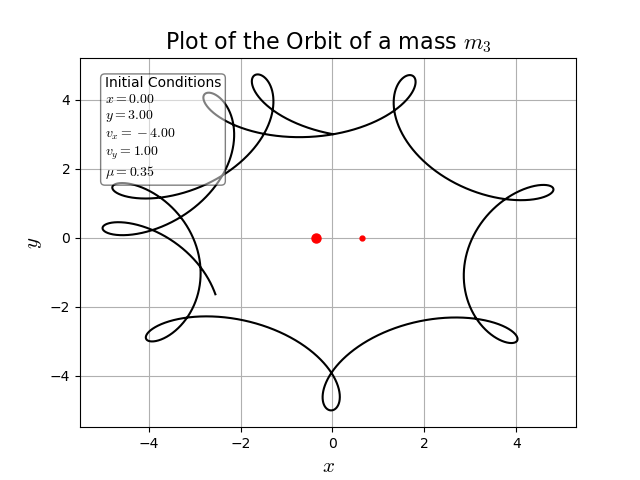 Plot of the Orbit of a mass m₃
Initial Conditions
x = 0.00
y = 3.00
vₓ = −4.00
v_y = 1.00
μ = 0.35
4
2
0
−2
−4
y
−4
−2
0
2
4
x